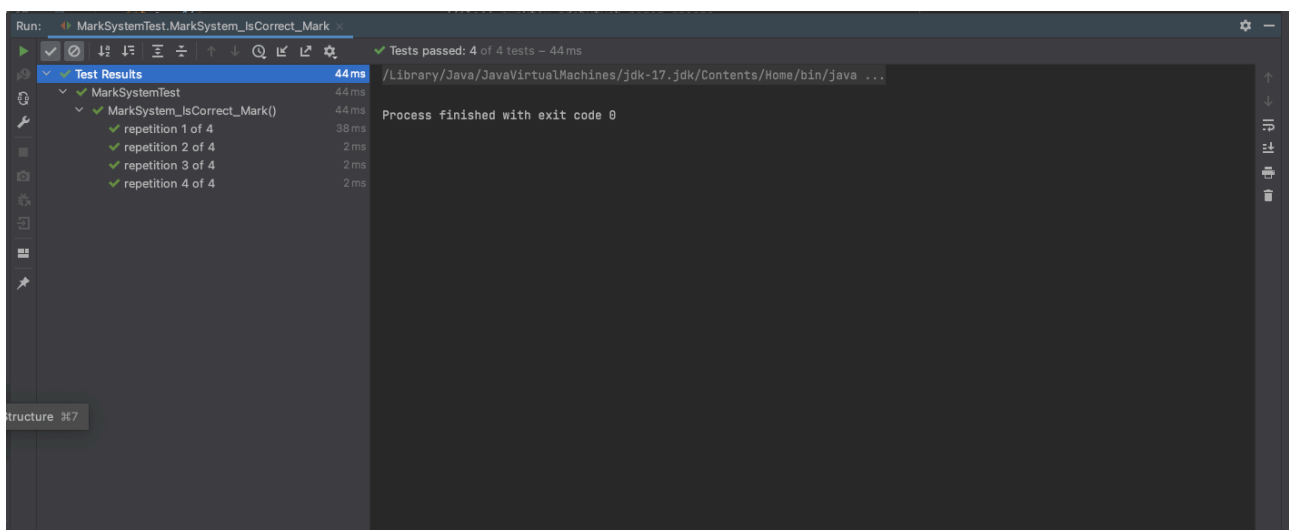 Run: MarkSystemTest.MarkSystem_IsCorrect_Mark ×
Tests passed: 4 of 4 tests – 44 ms
Test Results 44 ms
MarkSystemTest 44 ms
MarkSystem_IsCorrect_Mark() 44 ms
repetition 1 of 4 38 ms
repetition 2 of 4 2 ms
repetition 3 of 4 2 ms
repetition 4 of 4 2 ms
/Library/Java/JavaVirtualMachines/jdk-17.jdk/Contents/Home/bin/java ...
Process finished with exit code 0
Structure ⌘7